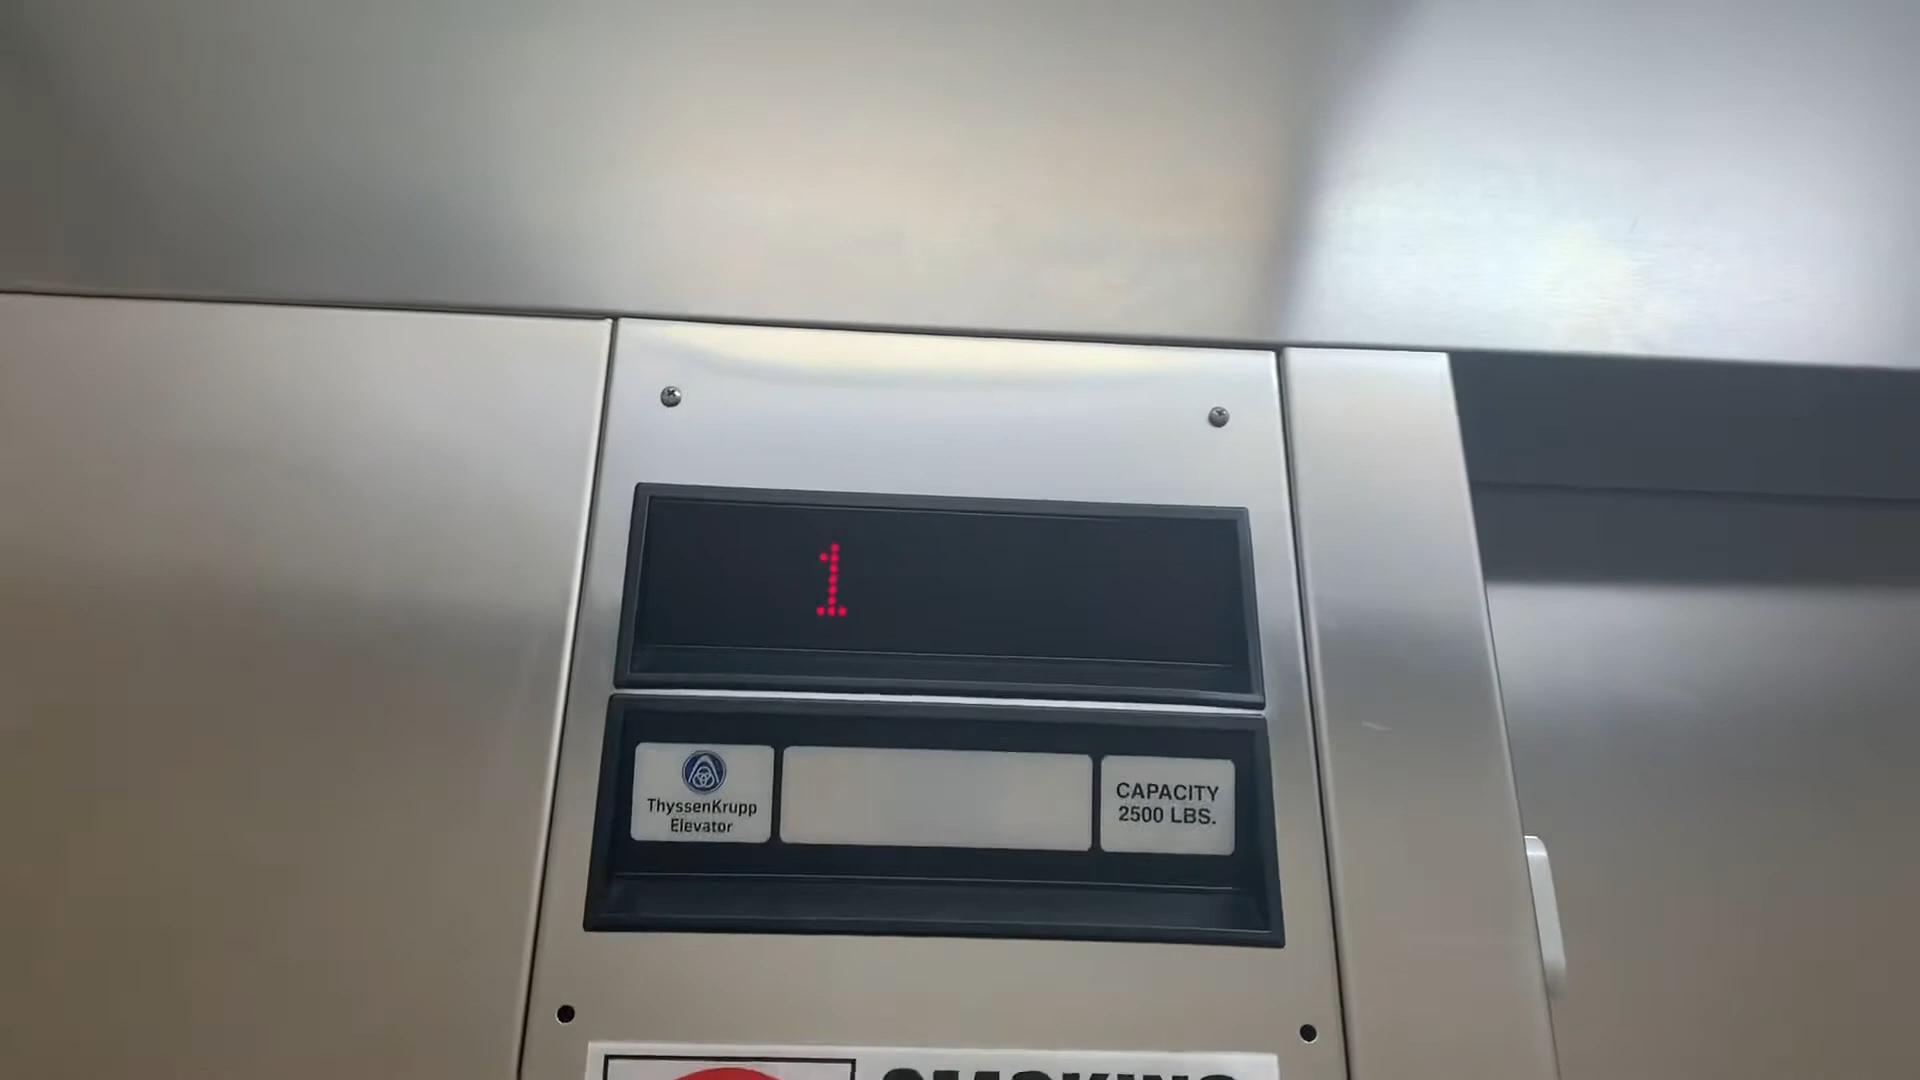 1
ThyssenKrupp
Elevator
CAPACITY
2500 LBS.
SMOKING